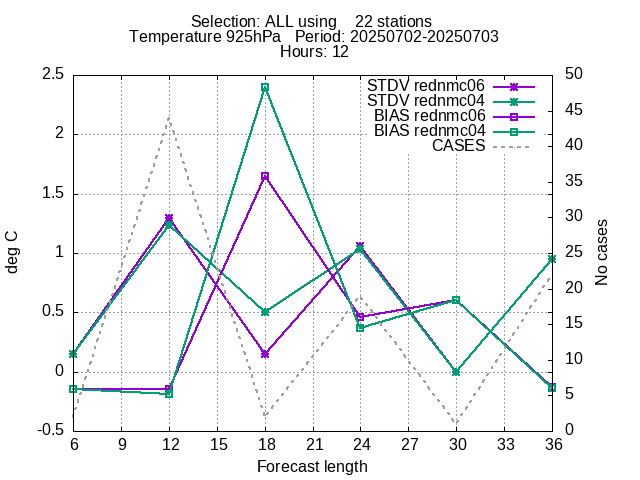 Selection: ALL using    22 stations
Temperature 925hPa   Period: 20250702-20250703
Hours: 12
STDV rednmc06
STDV rednmc04
BIAS rednmc06
BIAS rednmc04
CASES
2.5
2
1.5
1
0.5
0
-0.5
deg C
50
45
40
35
30
25
20
15
10
5
0
No cases
6 9 12 15 18 21 24 27 30 33 36
Forecast length